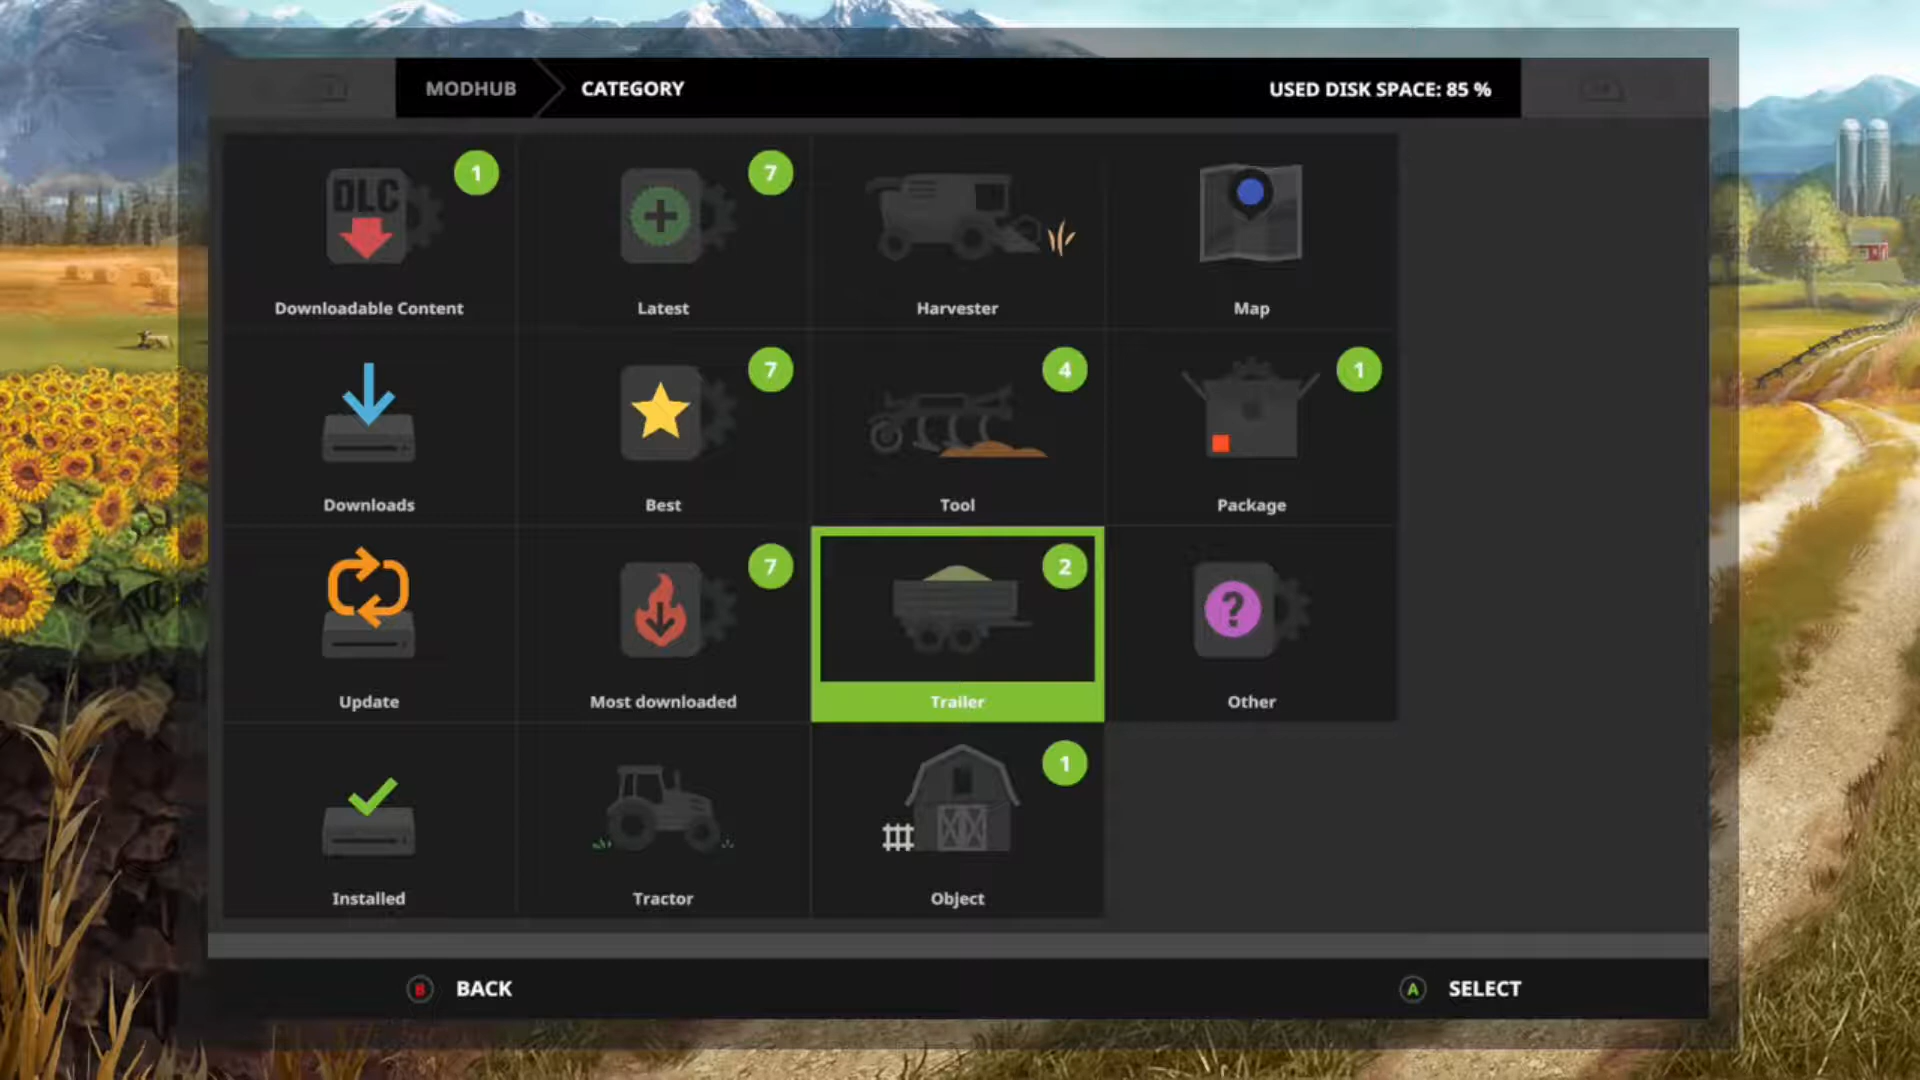 MODHUB
CATEGORY
USED DISK SPACE: 85 %
DLC
1
7
Downloadable Content
Latest
Harvester
Map
7
4
1
Downloads
Best
Tool
Package
7
2
?
Update
Most downloaded
Trailer
Other
1
Installed
Tractor
Object
B BACK
A SELECT